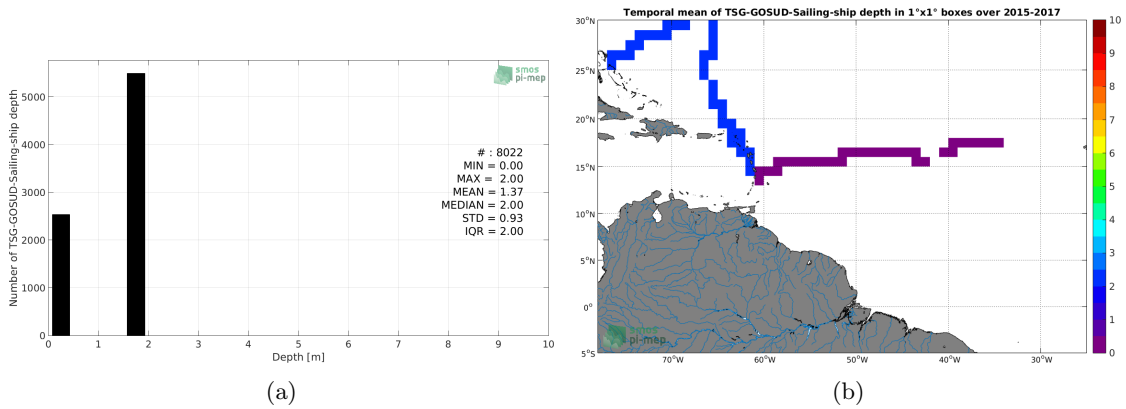 smos
pi-mep
Number of TSG-GOSUD-Sailing-ship depth
5000
4000
3000
2000
1000
0
# : 8022
MIN = 0.00
MAX = 2.00
MEAN = 1.37
MEDIAN = 2.00
STD = 0.93
IQR = 2.00
0 1 2 3 4 5 6 7 8 9 10
Depth [m]
(a)
Temporal mean of TSG-GOSUD-Sailing-ship depth in 1°x1° boxes over 2015-2017
30°N
25°N
20°N
15°N
10°N
5°N
0°
5°S
70°W 60°W 50°W 40°W 30°W
smos
pi-mep
10
9
8
7
6
5
4
3
2
1
0
(b)